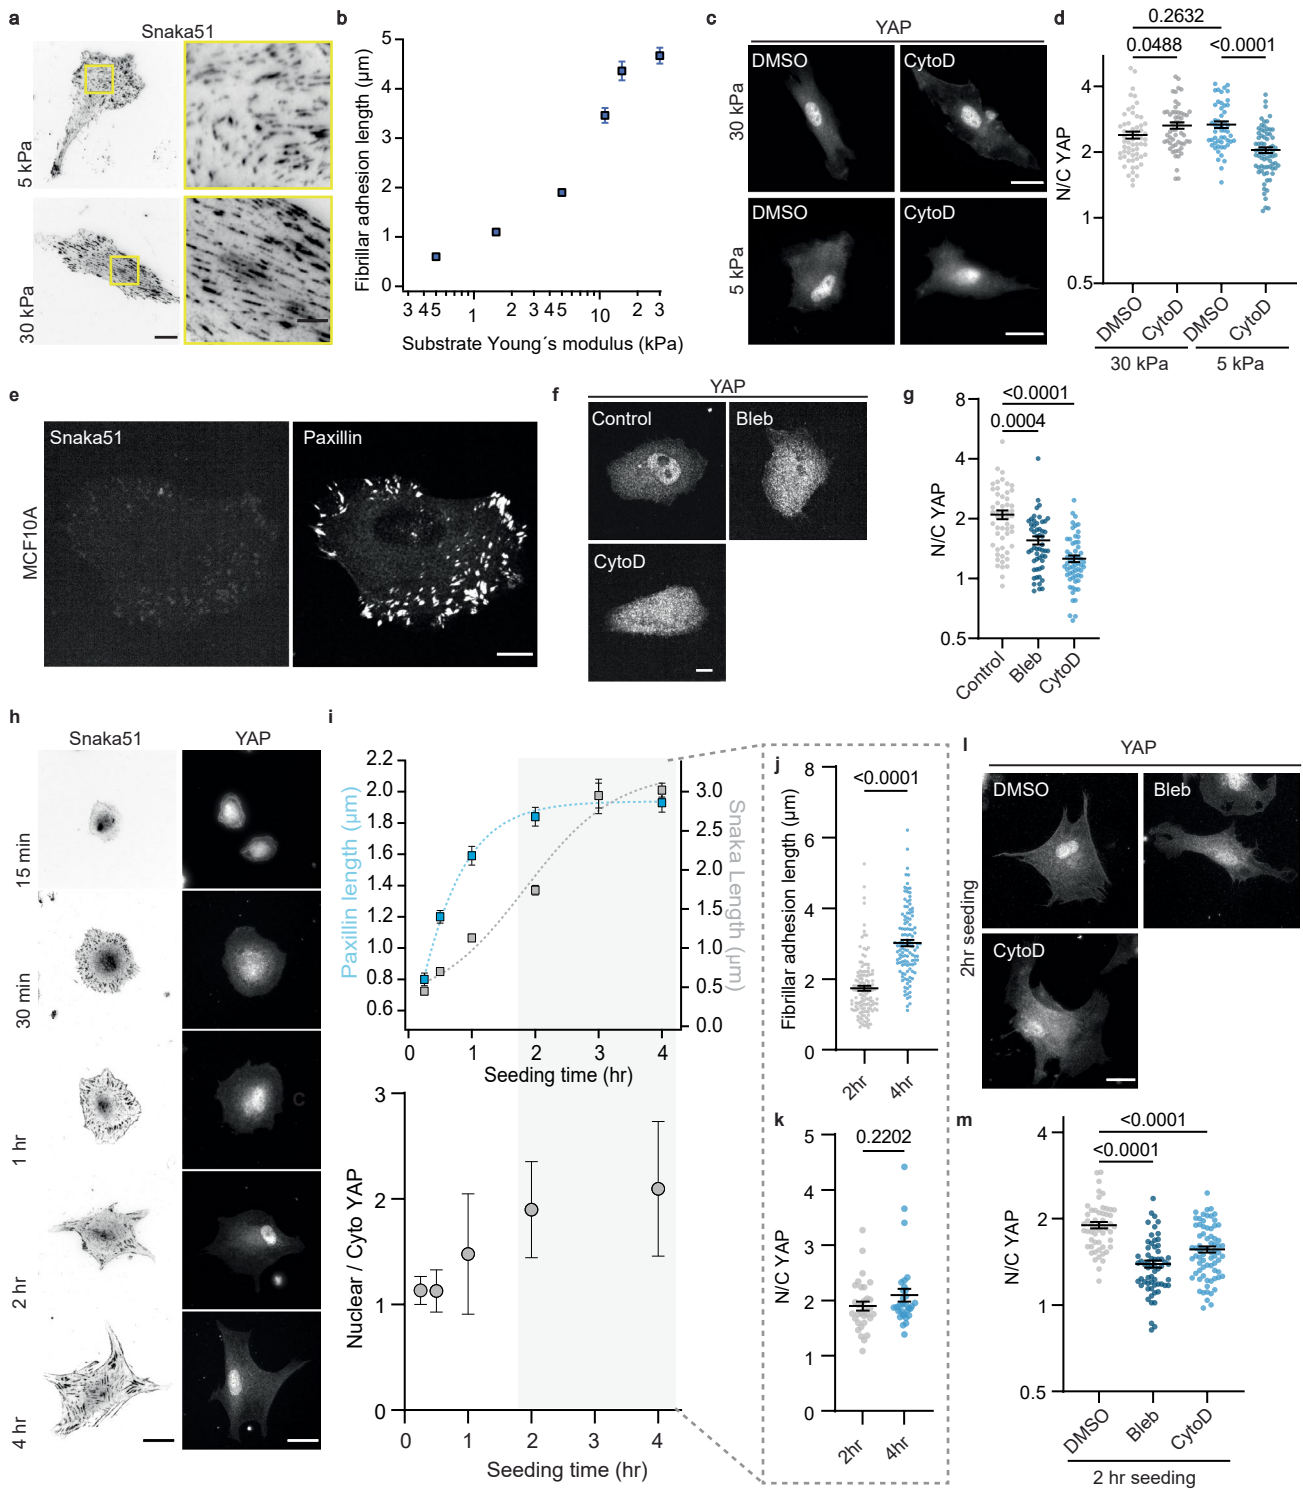 a
Snaka51
5 kPa
30 kPa
b
Fibrillar adhesion length (µm)
5
4
3
2
1
0
3 4 5 1 2 3 4 5 10 2 3
Substrate Young´s modulus (kPa)
c
YAP
30 kPa
DMSO
CytoD
5 kPa
DMSO
CytoD
d
0.2632
0.0488
<0.0001
N/C YAP
4
2
1
0.5
DMSO
CytoD
DMSO
CytoD
30 kPa
5 kPa
e
MCF10A
Snaka51
Paxillin
f
YAP
Control
Bleb
CytoD
g
<0.0001
0.0004
N/C YAP
8
4
2
1
0.5
Control
Bleb
CytoD
h
Snaka51
YAP
15 min
30 min
1 hr
c
2 hr
4 hr
i
Paxillin length (µm)
2.2
2.0
1.8
1.6
1.4
1.2
1.0
0.8
0.6
Snaka Length (µm)
3.0
2.5
2.0
1.5
1.0
0.5
0.0
0 1 2 3 4
Seeding time (hr)
Nuclear / Cyto YAP
3
2
1
0
0 1 2 3 4
Seeding time (hr)
j
<0.0001
Fibrillar adhesion length (µm)
8
6
4
2
0
2hr
4hr
k
0.2202
N/C YAP
5
4
3
2
1
0
2hr
4hr
l
YAP
2hr seeding
DMSO
Bleb
CytoD
m
<0.0001
<0.0001
N/C YAP
4
2
1
0.5
DMSO
Bleb
CytoD
2 hr seeding